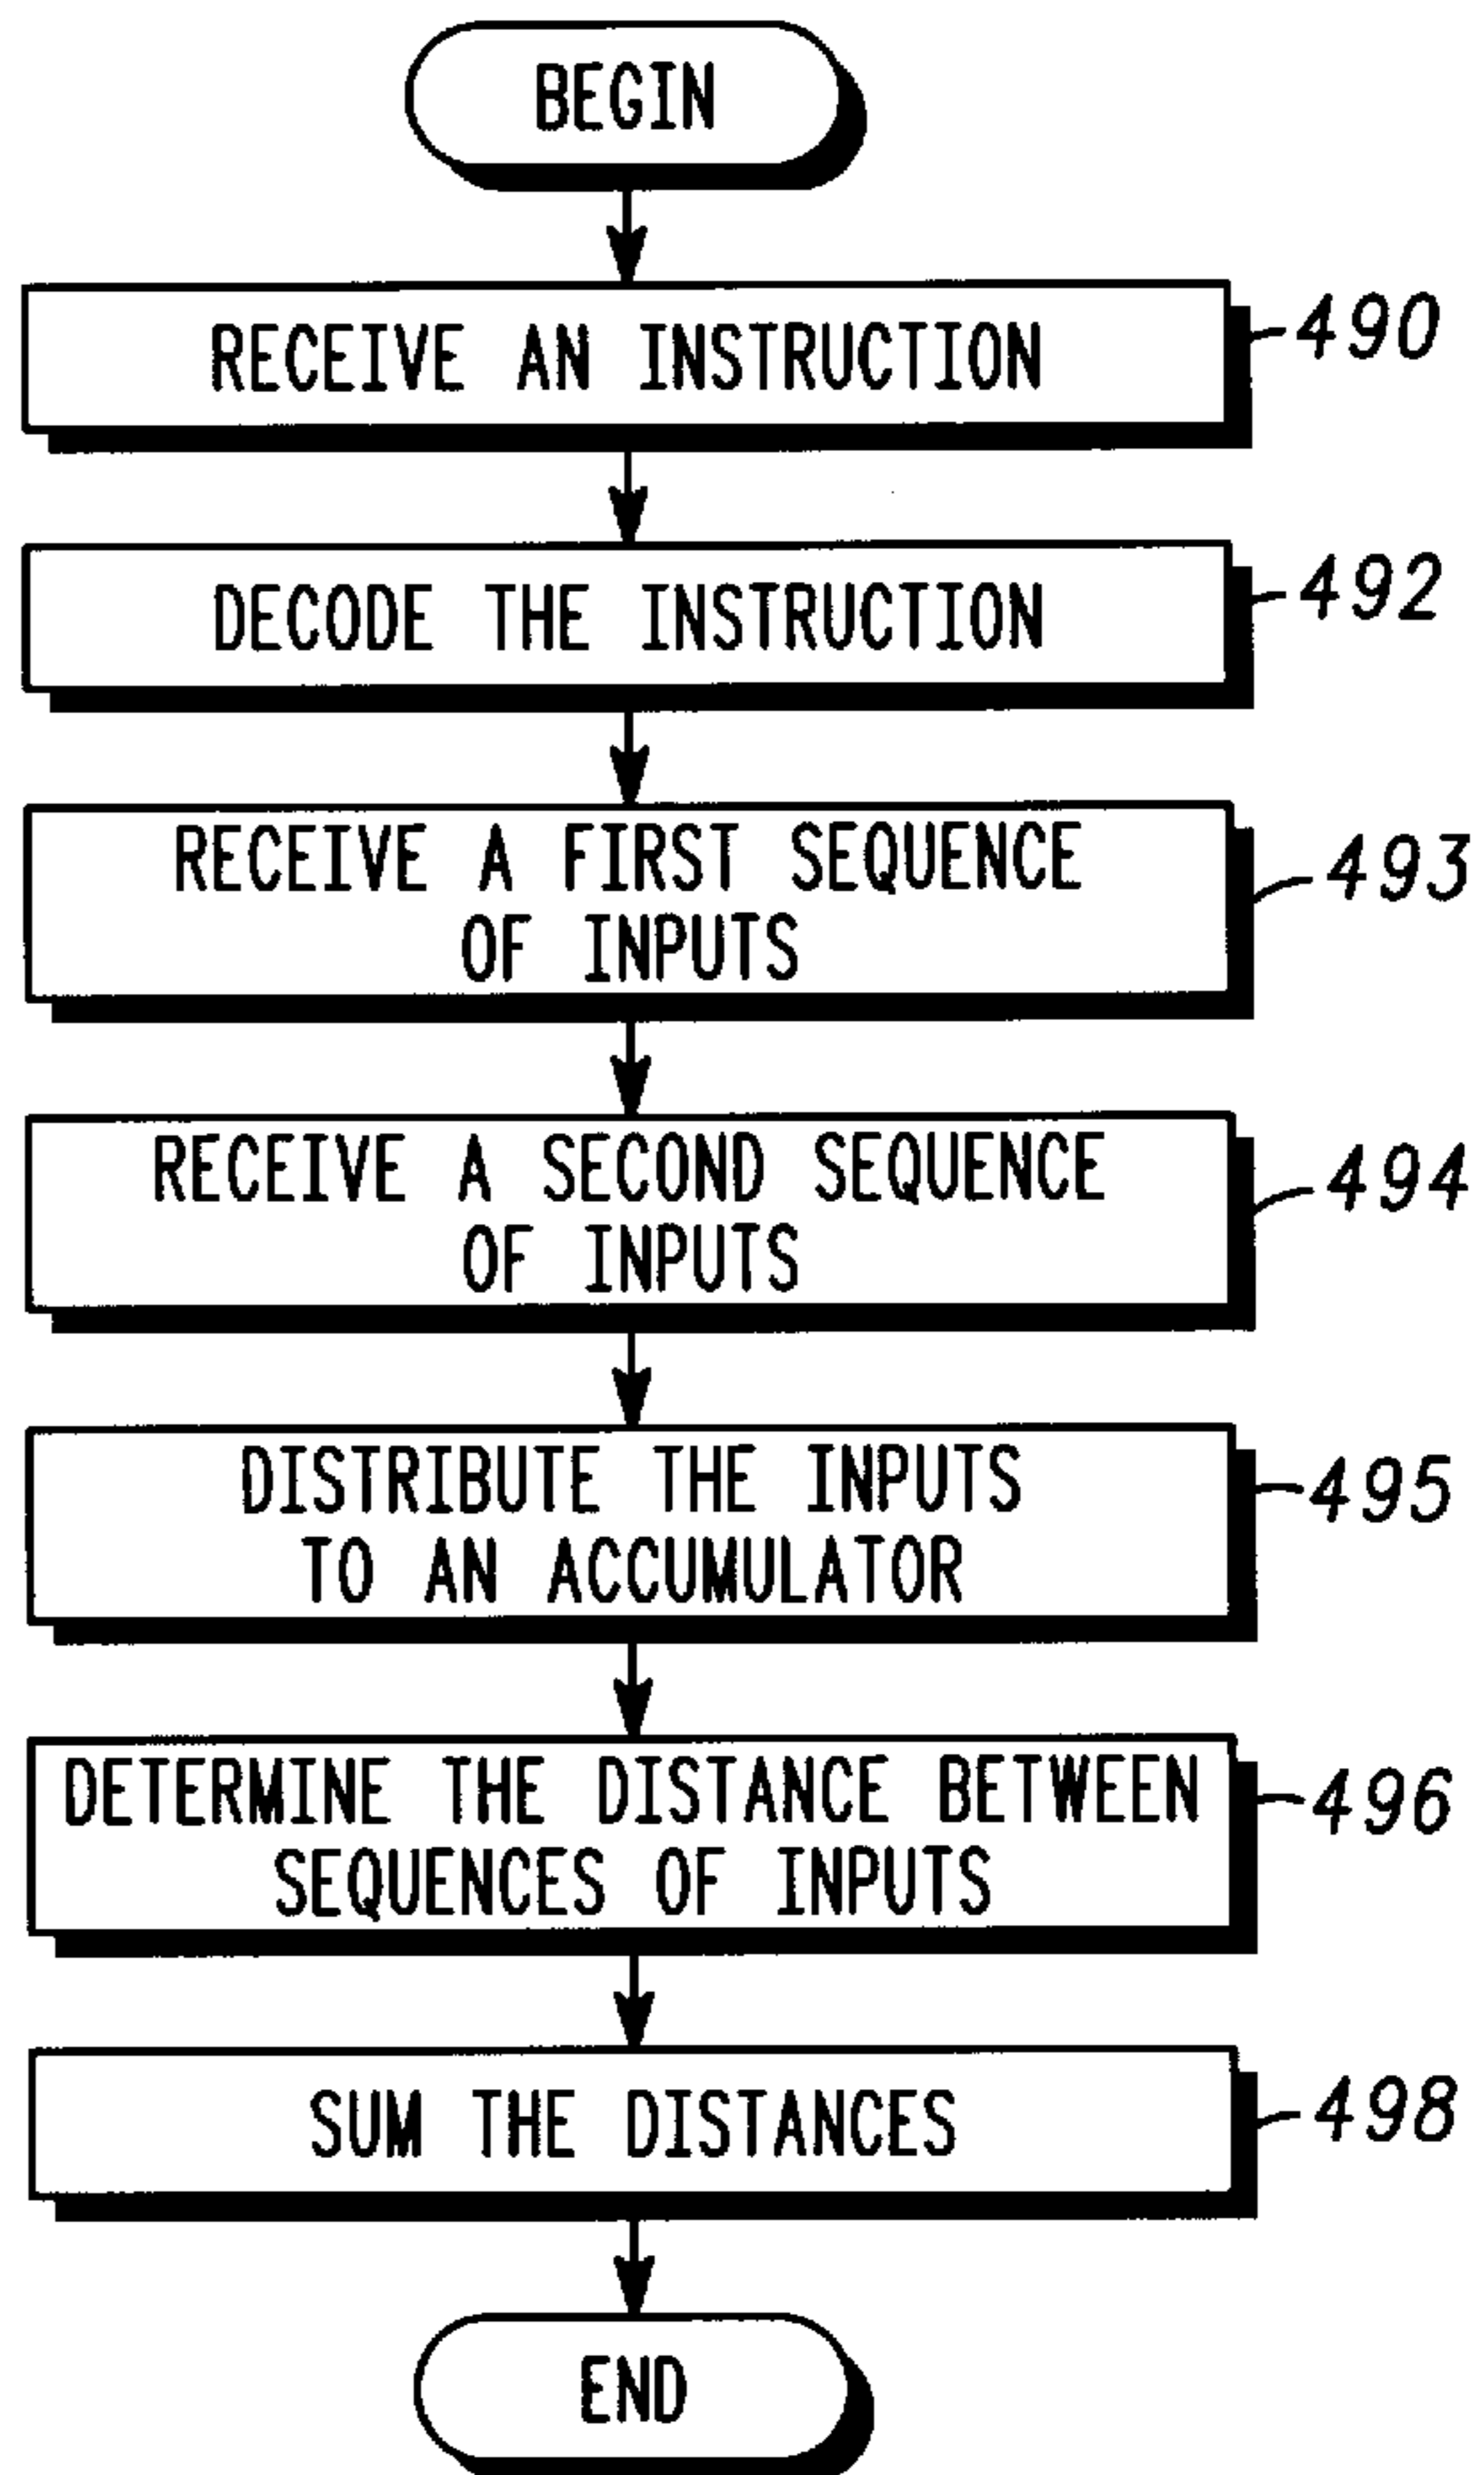 BEGIN
RECEIVE AN INSTRUCTION
490
DECODE THE INSTRUCTION
492
RECEIVE A FIRST SEQUENCE
OF INPUTS
493
RECEIVE A SECOND SEQUENCE
OF INPUTS
494
DISTRIBUTE THE INPUTS
TO AN ACCUMULATOR
495
DETERMINE THE DISTANCE BETWEEN
SEQUENCES OF INPUTS
496
SUM THE DISTANCES
498
END